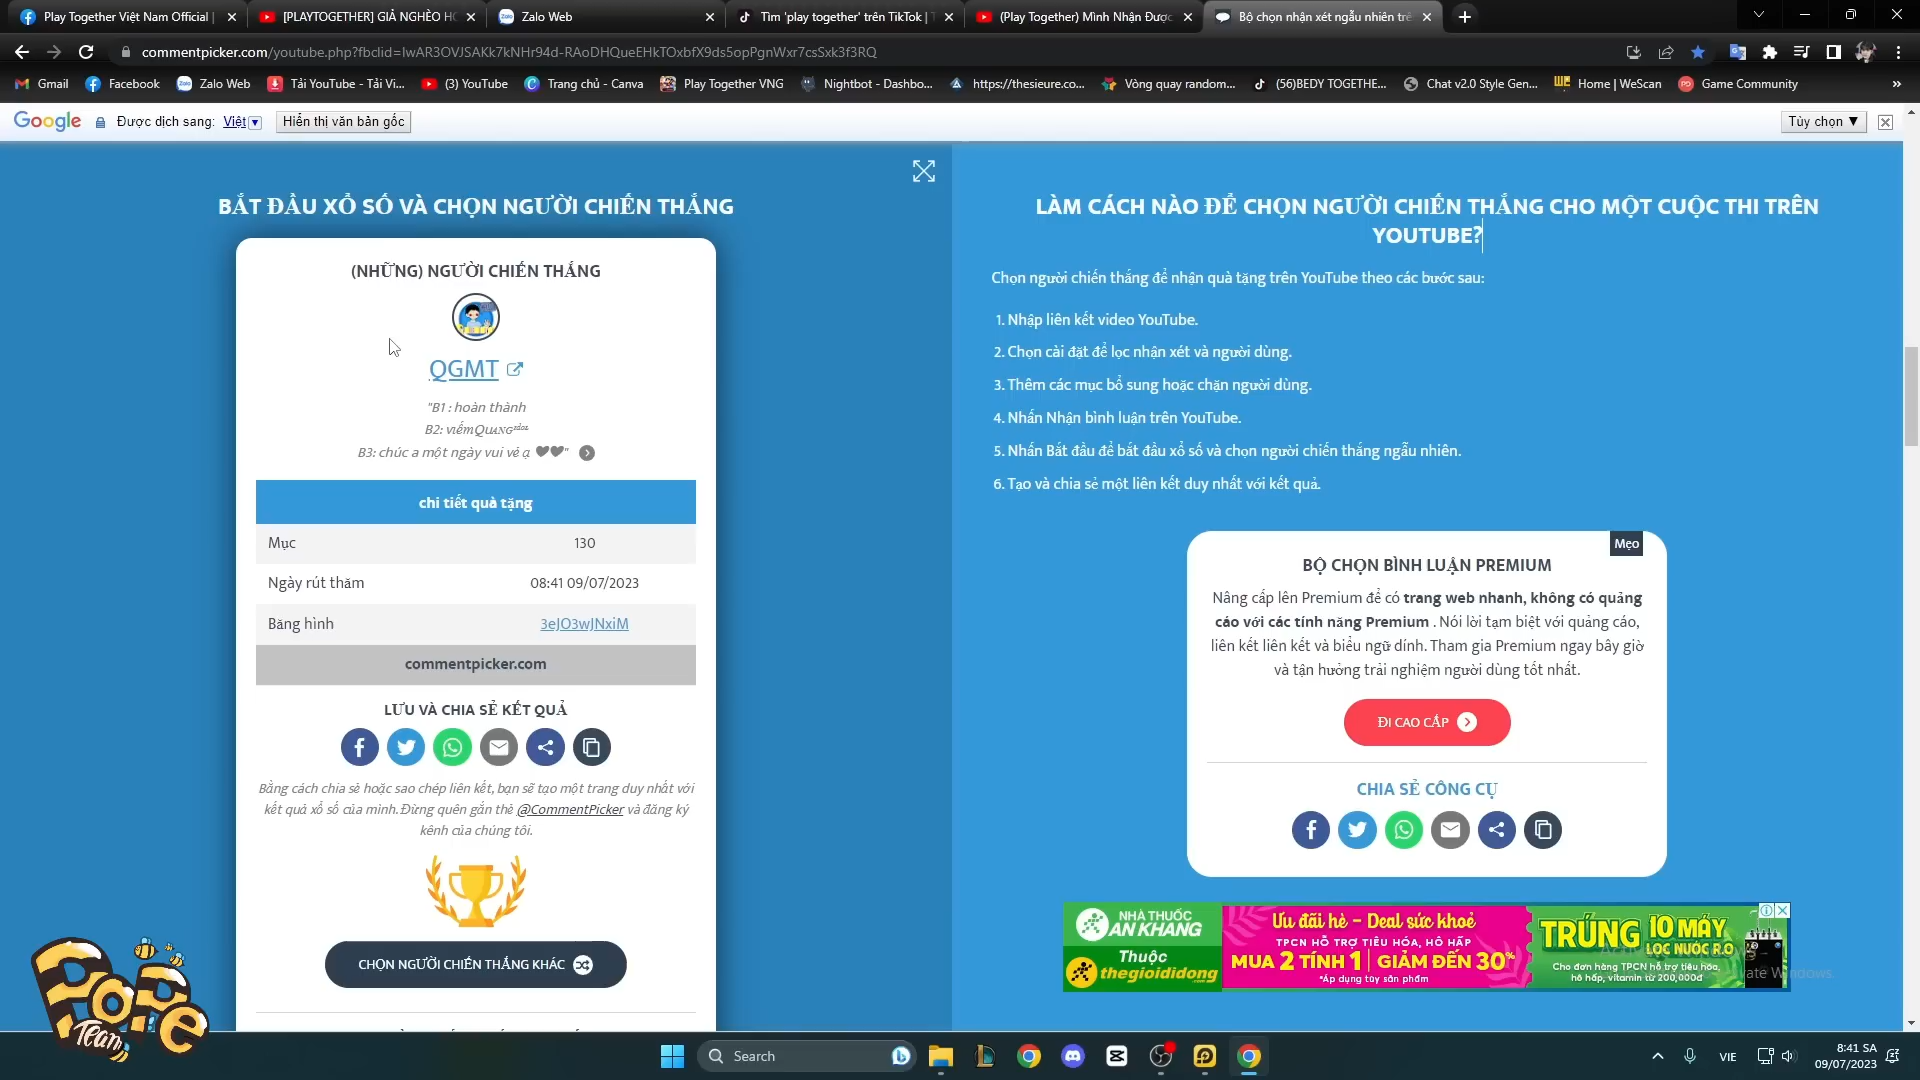 Play Together Việt Nam Official |
[PLAYTOGETHER] GIẢ NGHÈO HC
Zalo Web
Tìm 'play together' trên TikTok | T
(Play Together) Mình Nhận Được
Bộ chọn nhận xét ngẫu nhiên trê
commentpicker.com/youtube.php?fbclid=IwAR3OVJSAKk7kNHr94d-RAoDHQueEHkTOxbfX9ds5opPgnWxr7csSxk3f3RQ
Gmail
Facebook
Zalo Web
Tải YouTube - Tải Vi...
(3) YouTube
Trang chủ - Canva
Play Together VNG
Nightbot - Dashbo...
https://thesieure.co...
Vòng quay random...
(56)BEDY TOGETHE...
Chat v2.0 Style Gen...
Home | WeScan
Game Community
Google
Được dịch sang: Việt
Hiển thị văn bản gốc
Tùy chọn ▼
BẮT ĐẦU XỔ SỐ VÀ CHỌN NGƯỜI CHIẾN THẮNG
(NHỮNG) NGƯỜI CHIẾN THẮNG
QGMT
"B1 : hoàn thành
B3: chúc a một ngày vui vẻ ạ 🖤🖤"
chi tiết quà tặng
Mục 130
Ngày rút thăm 08:41 09/07/2023
Băng hình 3eJO3wJNxiM
commentpicker.com
LƯU VÀ CHIA SẺ KẾT QUẢ
Bằng cách chia sẻ hoặc sao chép liên kết, bạn sẽ tạo một trang duy nhất với
kết quả xổ số của mình. Đừng quên gắn thẻ @CommentPicker và đăng ký
kênh của chúng tôi.
CHỌN NGƯỜI CHIẾN THẮNG KHÁC
LÀM CÁCH NÀO ĐỂ CHỌN NGƯỜI CHIẾN THẮNG CHO MỘT CUỘC THI TRÊN
YOUTUBE?
Chọn người chiến thắng để nhận quà tặng trên YouTube theo các bước sau:
1. Nhập liên kết video YouTube.
2. Chọn cài đặt để lọc nhận xét và người dùng.
3. Thêm các mục bổ sung hoặc chặn người dùng.
4. Nhấn Nhận bình luận trên YouTube.
5. Nhấn Bắt đầu để bắt đầu xổ số và chọn người chiến thắng ngẫu nhiên.
6. Tạo và chia sẻ một liên kết duy nhất với kết quả.
Mẹo
BỘ CHỌN BÌNH LUẬN PREMIUM
Nâng cấp lên Premium để có trang web nhanh, không có quảng
cáo với các tính năng Premium . Nói lời tạm biệt với quảng cáo,
liên kết liên kết và biểu ngữ dính. Tham gia Premium ngay bây giờ
và tận hưởng trải nghiệm người dùng tốt nhất.
ĐI CAO CẤP
CHIA SẺ CÔNG CỤ
NHÀ THUỐC
AN KHANG
Thuộc
thegioididong.com
Ưu đãi hè - Deal sức khoẻ
TPCN HỖ TRỢ TIÊU HÓA, HÔ HẤP
MUA 2 TÍNH 1 | GIẢM ĐẾN 30%
*Áp dụng tùy sản phẩm
TRÚNG 10 MÁY
LỌC NƯỚC R.O
Cho đơn hàng TPCN hỗ trợ tiêu hóa,
hô hấp, vitamin từ 200,000đ
PoPe
Team
Search
VIE
8:41 SA
09/07/2023